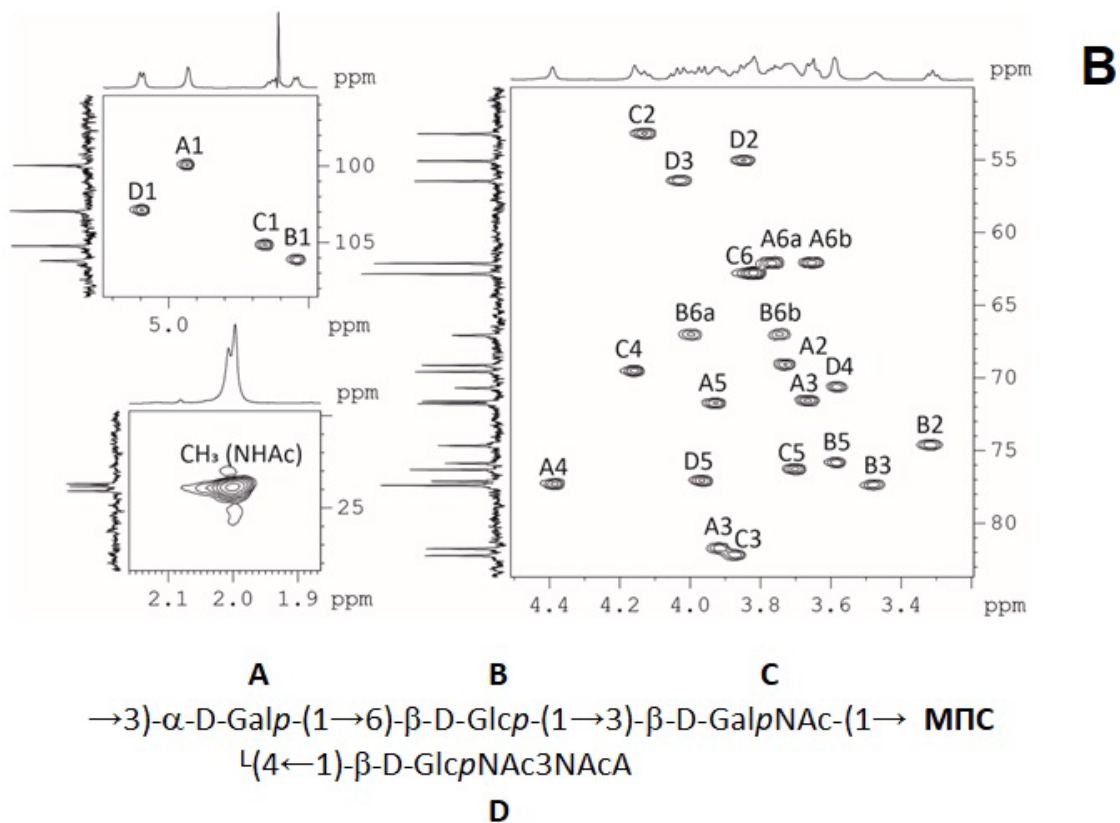 B
ppm
A1
D1
C1
B1
100
105
5.0
ppm
CH₃ (NHAc)
25
2.1
2.0
1.9
ppm
ppm
C2
D2
D3
C6
A6a
A6b
B6a
B6b
C4
A2
D4
A5
A3
B2
A4
D5
C5
B5
B3
A3
C3
55
60
65
70
75
80
4.4
4.2
4.0
3.8
3.6
3.4
ppm
A B C
→3)-α-D-Galp-(1→6)-β-D-Glcp-(1→3)-β-D-GalpNAc-(1→ МПС
└(4←1)-β-D-GlcpNAc3NAcA
D